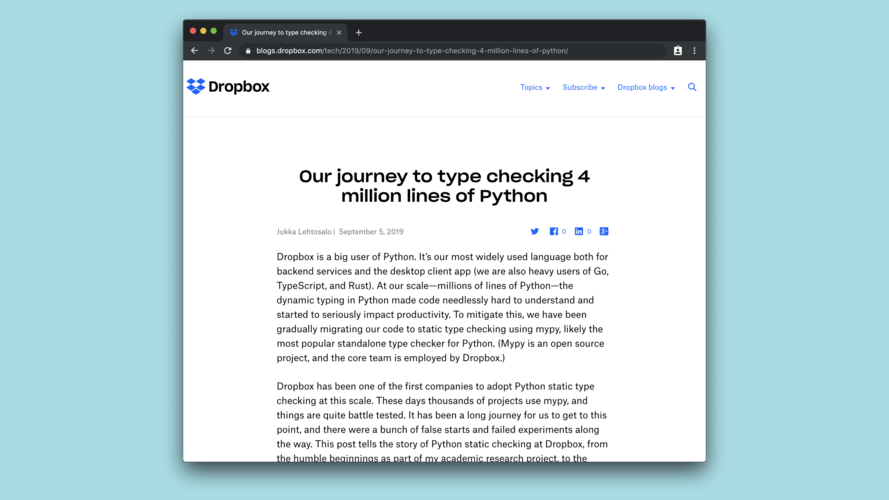 Our journey to type checking 4
blogs.dropbox.com/tech/2019/09/our-journey-to-type-checking-4-million-lines-of-python/
Dropbox
Topics
Subscribe
Dropbox blogs
Our journey to type checking 4
million lines of Python
Jukka Lehtosalo | September 5, 2019
0
0
Dropbox is a big user of Python. It's our most widely used language both for
backend services and the desktop client app (we are also heavy users of Go,
TypeScript, and Rust). At our scale—millions of lines of Python—the
dynamic typing in Python made code needlessly hard to understand and
started to seriously impact productivity. To mitigate this, we have been
gradually migrating our code to static type checking using mypy, likely the
most popular standalone type checker for Python. (Mypy is an open source
project, and the core team is employed by Dropbox.)
Dropbox has been one of the first companies to adopt Python static type
checking at this scale. These days thousands of projects use mypy, and
things are quite battle tested. It has been a long journey for us to get to this
point, and there were a bunch of false starts and failed experiments along
the way. This post tells the story of Python static checking at Dropbox, from
the humble beginnings as part of my academic research project, to the